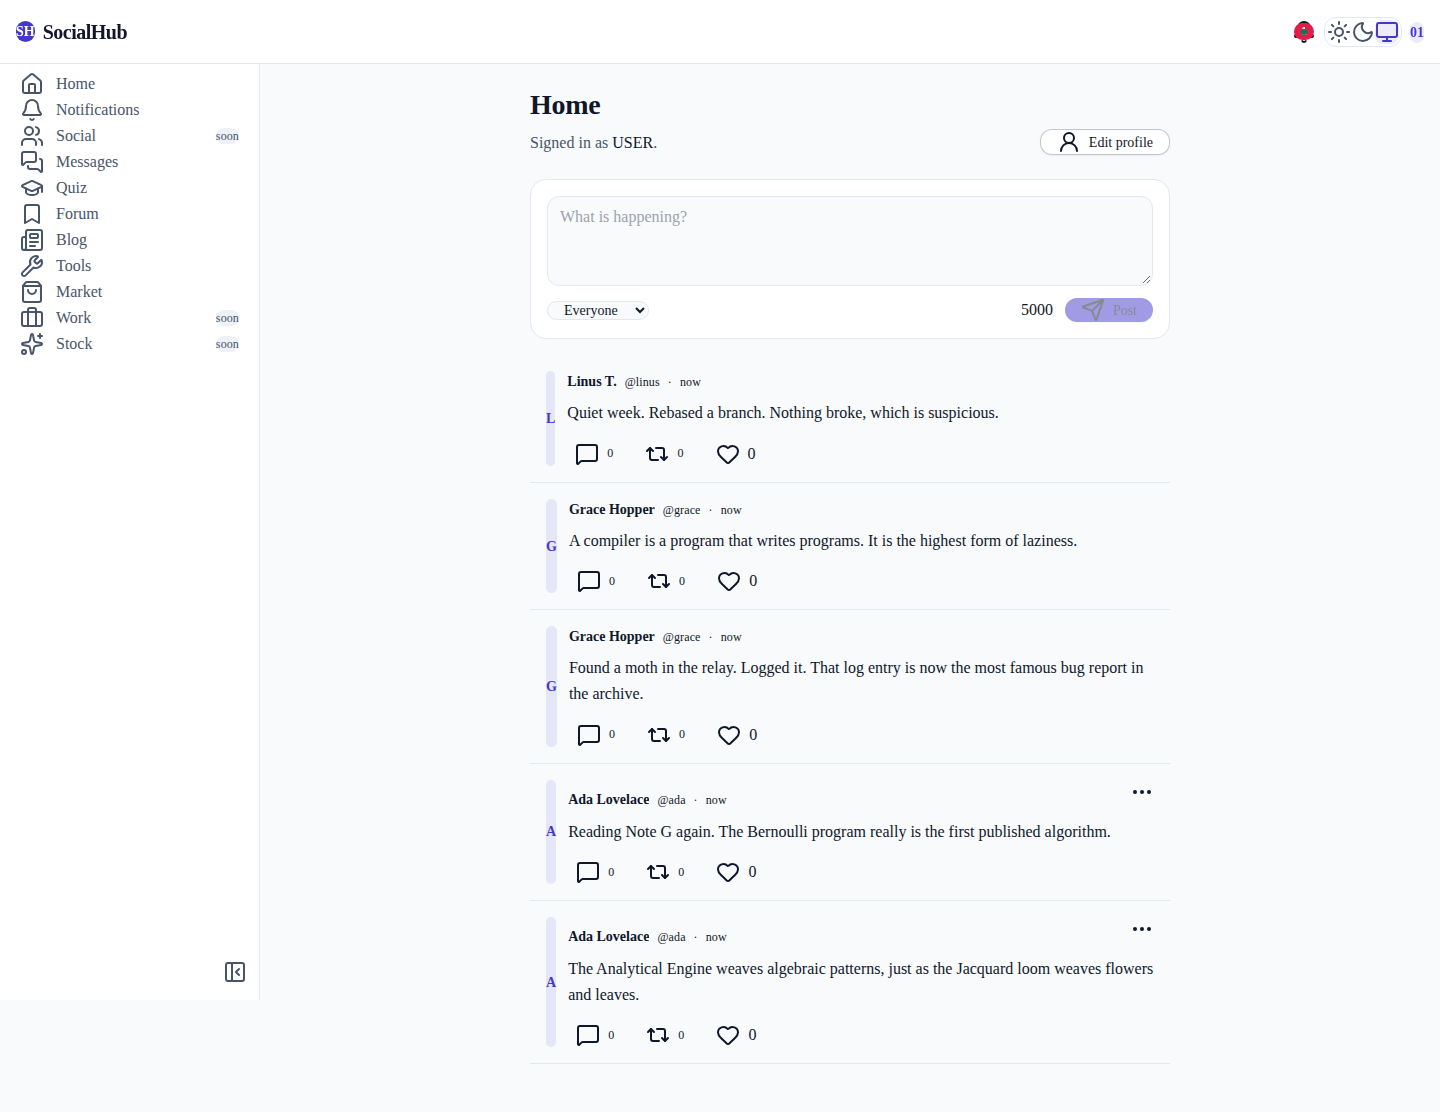 SH SocialHub
01
Home
Notifications
Social soon
Messages
Quiz
Forum
Blog
Tools
Market
Work soon
Stock soon
Home
Signed in as USER.
Edit profile
What is happening?
Everyone
5000
Post
L
Linus T. @linus · now
Quiet week. Rebased a branch. Nothing broke, which is suspicious.
0 0 0
G
Grace Hopper @grace · now
A compiler is a program that writes programs. It is the highest form of laziness.
0 0 0
G
Grace Hopper @grace · now
Found a moth in the relay. Logged it. That log entry is now the most famous bug report in
the archive.
0 0 0
A
Ada Lovelace @ada · now
Reading Note G again. The Bernoulli program really is the first published algorithm.
0 0 0
A
Ada Lovelace @ada · now
The Analytical Engine weaves algebraic patterns, just as the Jacquard loom weaves flowers
and leaves.
0 0 0